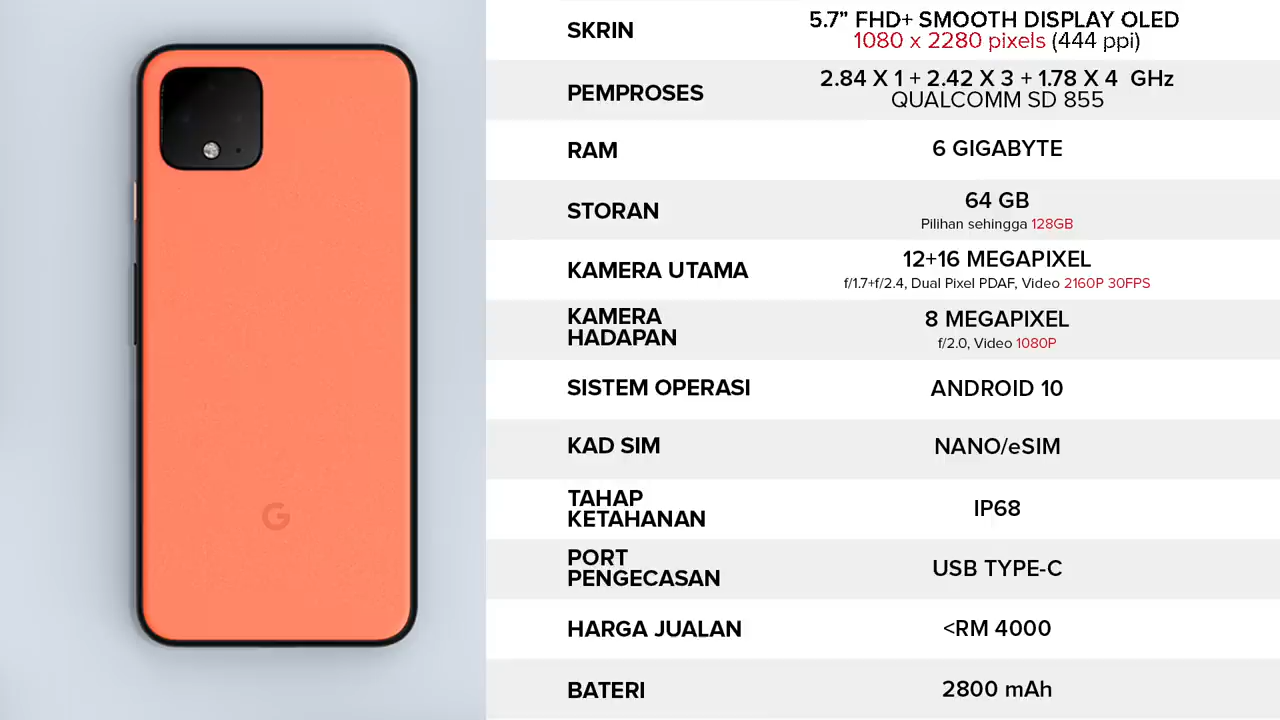 SKRIN
5.7” FHD+ SMOOTH DISPLAY OLED
1080 x 2280 pixels (444 ppi)
PEMPROSES
2.84 X 1 + 2.42 X 3 + 1.78 X 4 GHz
QUALCOMM SD 855
RAM
6 GIGABYTE
STORAN
64 GB
Pilihan sehingga 128GB
KAMERA UTAMA
12+16 MEGAPIXEL
f/1.7+f/2.4, Dual Pixel PDAF, Video 2160P 30FPS
KAMERA
HADAPAN
8 MEGAPIXEL
f/2.0, Video 1080P
SISTEM OPERASI
ANDROID 10
KAD SIM
NANO/eSIM
TAHAP
KETAHANAN
IP68
PORT
PENGECASAN
USB TYPE-C
HARGA JUALAN
<RM 4000
BATERI
2800 mAh
G